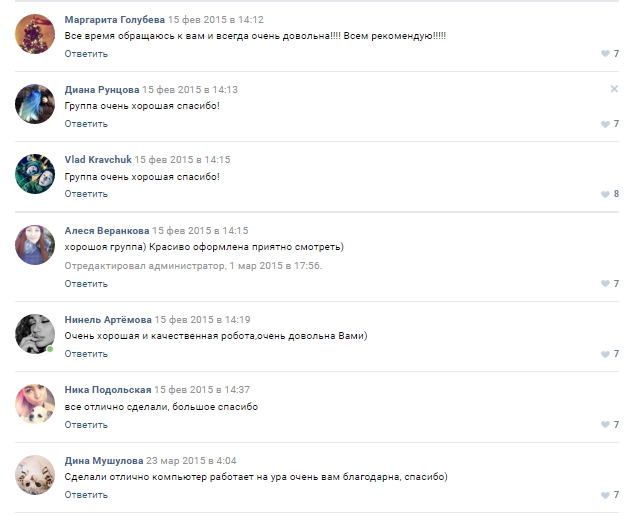 Маргарита Голубева 15 фев 2015 в 14:12
Все время обращаюсь к вам и всегда очень довольна!!!! Всем рекомендую!!!!!
Ответить 7
Диана Рунцова 15 фев 2015 в 14:13
Группа очень хорошая спасибо!
Ответить 7
Vlad Kravchuk 15 фев 2015 в 14:15
Группа очень хорошая спасибо!
Ответить 8
Алеся Веранкова 15 фев 2015 в 14:15
хорошоя группа) Красиво оформлена приятно смотреть)
Отредактировал администратор, 1 мар 2015 в 17:56.
Ответить 7
Нинель Артёмова 15 фев 2015 в 14:19
Очень хорошая и качественная робота,очень довольна Вами)
Ответить 7
Ника Подольская 15 фев 2015 в 14:37
все отлично сделали, большое спасибо
Ответить 7
Дина Мушулова 23 мар 2015 в 4:04
Сделали отлично компьютер работает на ура очень вам благодарна, спасибо)
Ответить 7